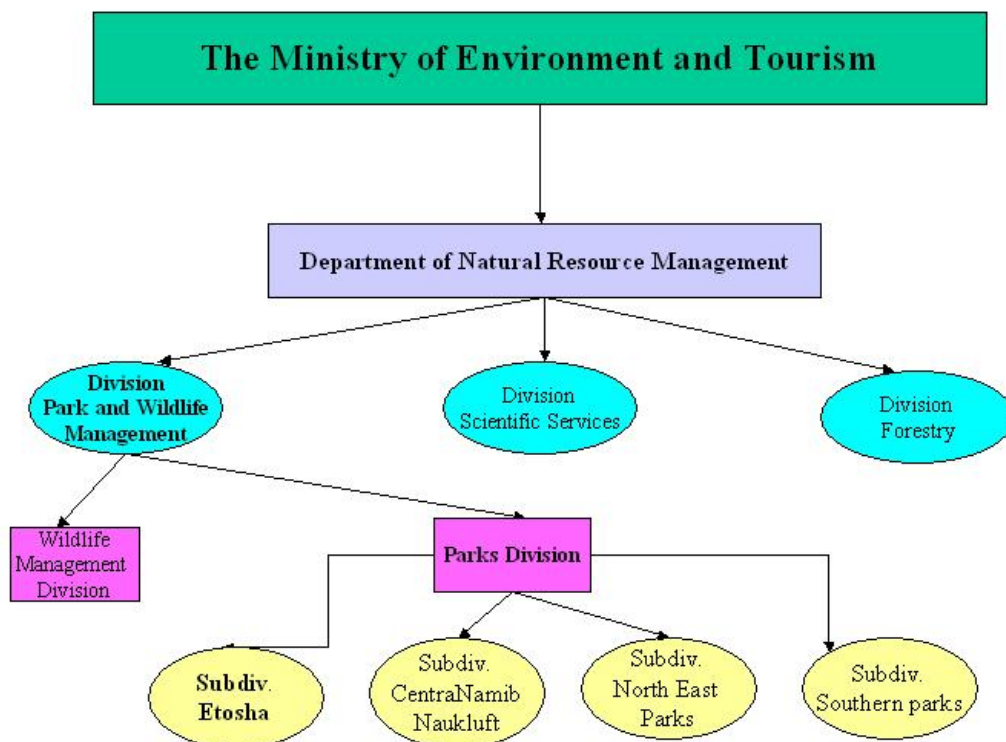 The Ministry of Environment and Tourism
Department of Natural Resource Management
Division
Park and Wildlife
Management
Division
Scientific Services
Division
Forestry
Wildlife
Management
Division
Parks Division
Subdiv.
Etosha
Subdiv.
CentraNamib
Naukluft
Subdiv.
North East
Parks
Subdiv.
Southern parks